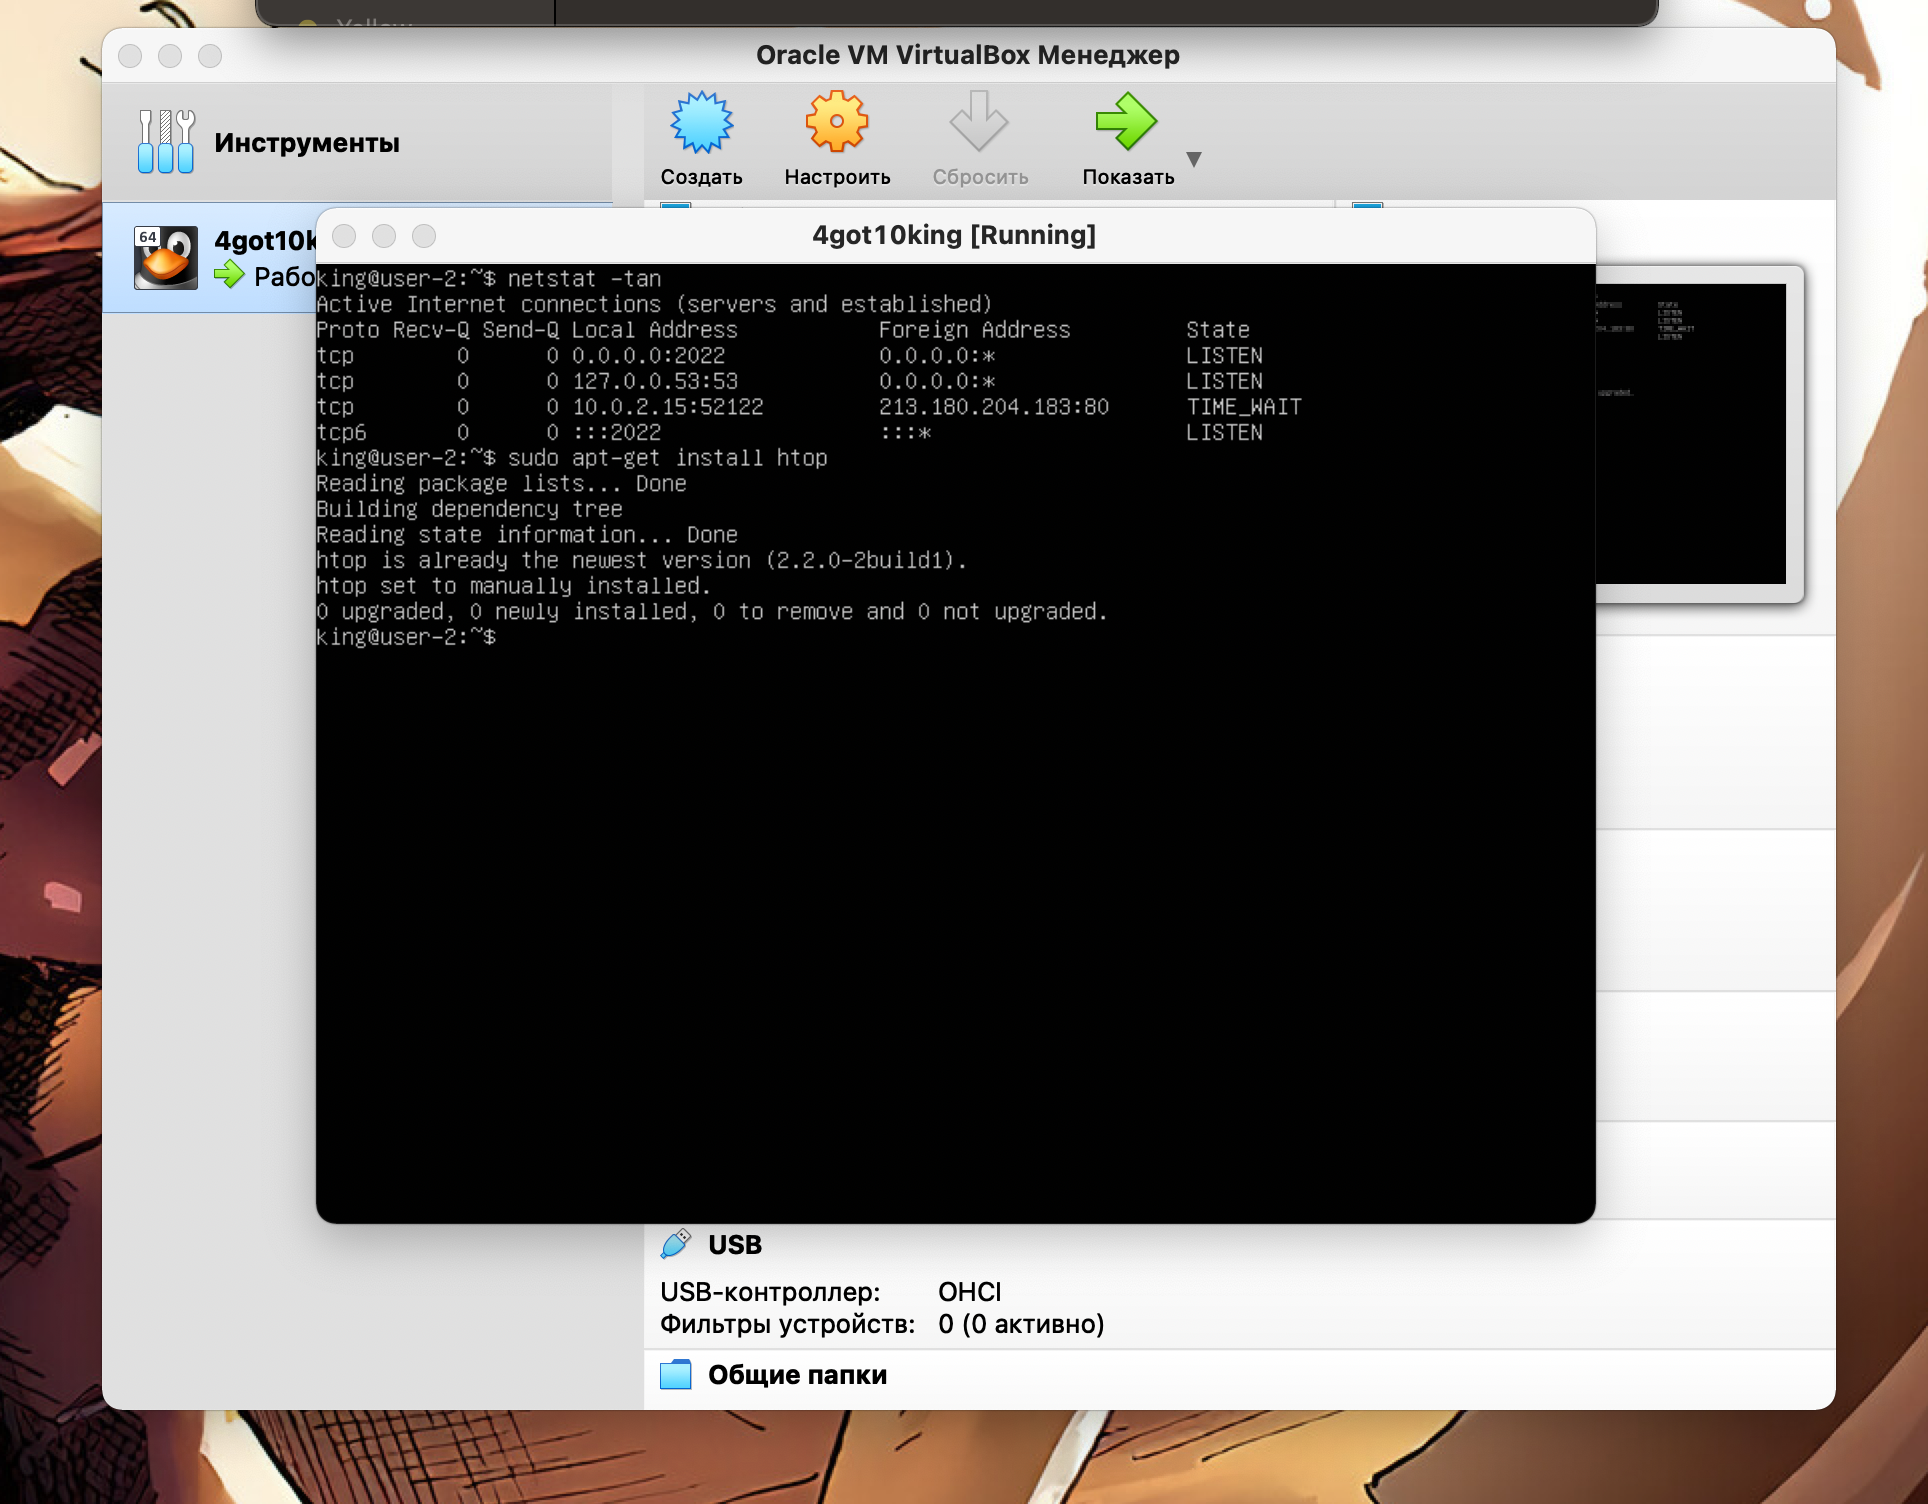 Oracle VM VirtualBox Менеджер
Инструменты
Создать
Настроить
Сбросить
Показать
64
4got10k
Рабо
4got10king [Running]
king@user-2:~$ netstat -tan
Active Internet connections (servers and established)
Proto Recv-Q Send-Q Local Address           Foreign Address         State
tcp        0      0 0.0.0.0:2022            0.0.0.0:*               LISTEN
tcp        0      0 127.0.0.53:53           0.0.0.0:*               LISTEN
tcp        0      0 10.0.2.15:52122         213.180.204.183:80      TIME_WAIT
tcp6       0      0 :::2022                 :::*                    LISTEN
king@user-2:~$ sudo apt-get install htop
Reading package lists... Done
Building dependency tree
Reading state information... Done
htop is already the newest version (2.2.0-2build1).
htop set to manually installed.
0 upgraded, 0 newly installed, 0 to remove and 0 not upgraded.
king@user-2:~$
USB
USB-контроллер: OHCI
Фильтры устройств: 0 (0 активно)
Общие папки